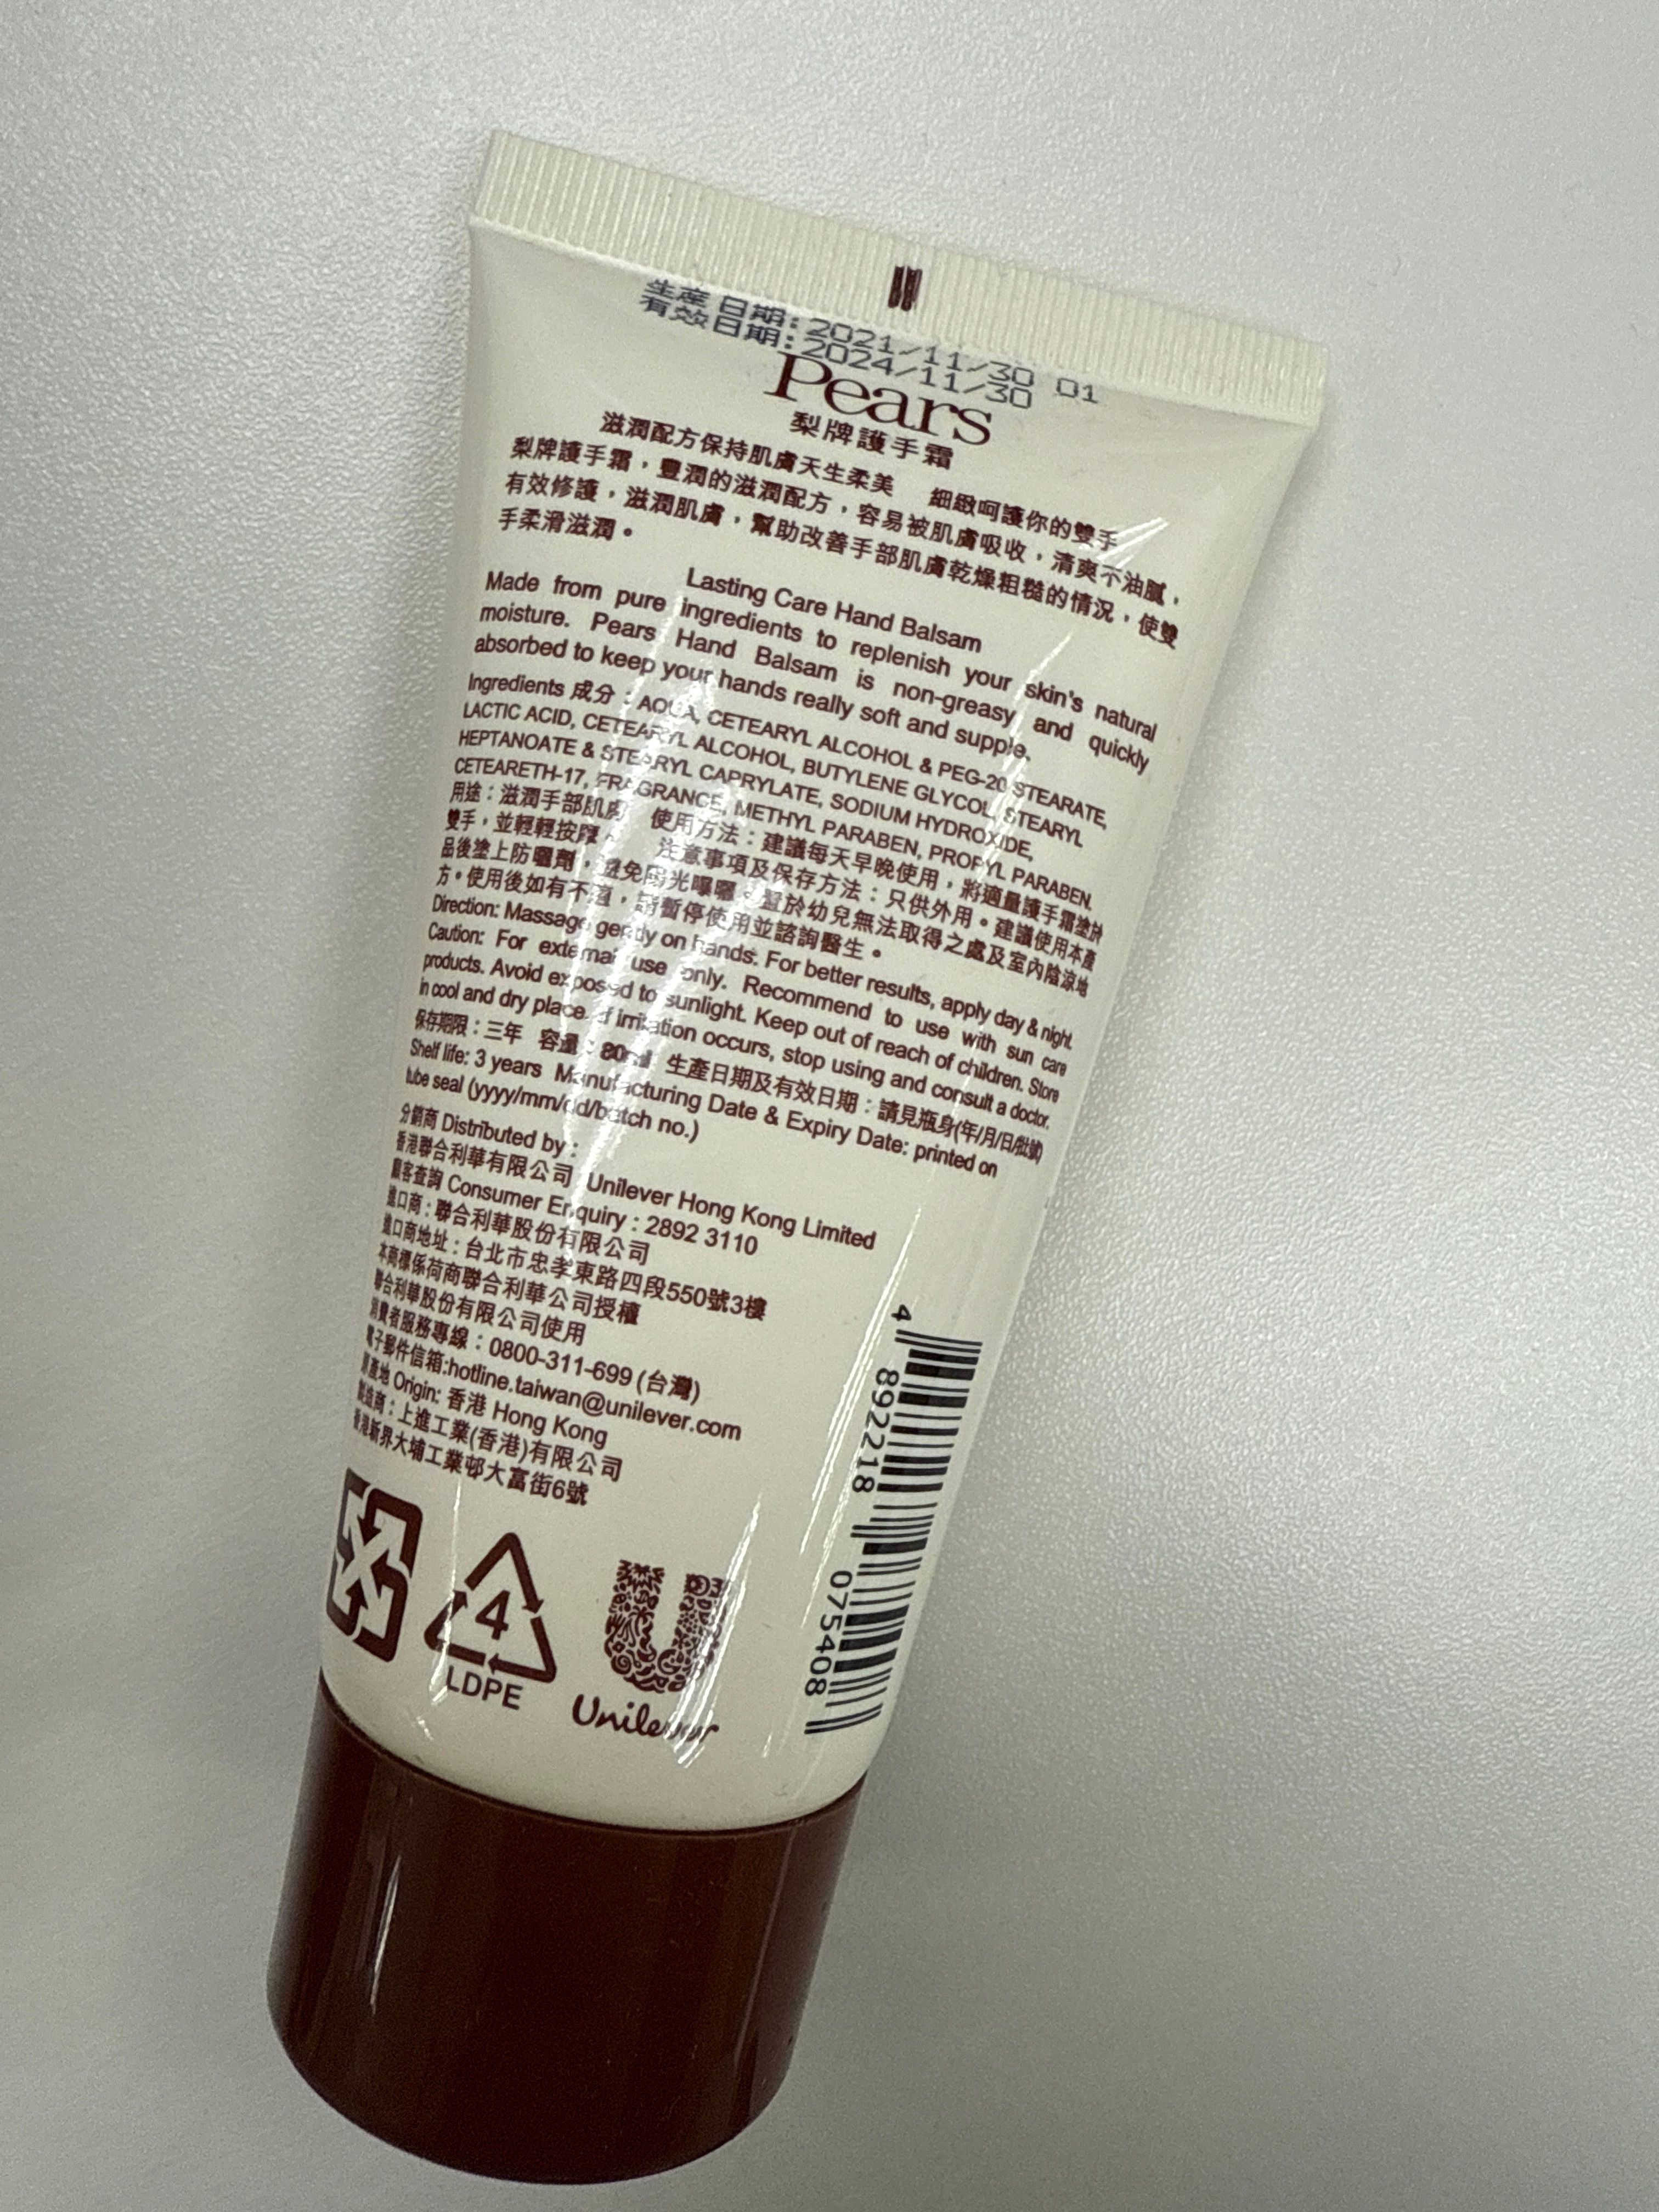 生産日期:2021/11/30 01
有效日期:2024/11/30
Pears
梨牌護手霜
滋潤配方保持肌膚天生柔美 細緻呵護你的雙手
梨牌護手霜，豐潤的滋潤配方，容易被肌膚吸收，清爽不油膩，
有效修護，滋潤肌膚，幫助改善手部肌膚乾燥粗糙的情況，使雙
手柔滑滋潤。
Lasting Care Hand Balsam
Made from pure ingredients to replenish your skin's natural
moisture. Pears Hand Balsam is non-greasy and quickly
absorbed to keep your hands really soft and supple.
Ingredients 成分：AQUA, CETEARYL ALCOHOL & PEG-20 STEARATE,
LACTIC ACID, CETEARYL ALCOHOL, BUTYLENE GLYCOL, STEARYL
HEPTANOATE & STEARYL CAPRYLATE, SODIUM HYDROXIDE,
CETEARETH-17, FRAGRANCE, METHYL PARABEN, PROPYL PARABEN.
用途：滋潤手部肌膚 使用方法：建議每天早晚使用，將適量護手霜塗於
雙手，並輕輕按摩。 注意事項及保存方法：只供外用。建議使用本產
品後塗上防曬劑，避免陽光曝曬。置於幼兒無法取得之處及室內陰涼地
方。使用後如有不適，請暫停使用並諮詢醫生。
Direction: Massage gently on hands. For better results, apply day & night.
Caution: For external use only. Recommend to use with sun care
products. Avoid exposed to sunlight. Keep out of reach of children. Store
in cool and dry place. If irritation occurs, stop using and consult a doctor.
保存期限：三年 容量：80ml 生產日期及有效日期：請見瓶身(年/月/日/批號)
Shelf life: 3 years Manufacturing Date & Expiry Date: printed on
tube seal (yyyy/mm/dd/batch no.)
分銷商 Distributed by：
香港聯合利華有限公司 Unilever Hong Kong Limited
顧客查詢 Consumer Enquiry : 2892 3110
進口商：聯合利華股份有限公司
進口商地址：台北市忠孝東路四段550號3樓
本商標係荷商聯合利華公司授權
聯合利華股份有限公司使用
消費者服務專線：0800-311-699 (台灣)
電子郵件信箱:hotline.taiwan@unilever.com
原產地 Origin: 香港 Hong Kong
製造商：上進工業(香港)有限公司
香港新界大埔工業邨大富街6號
4
LDPE
Unilever
4 892218 075408